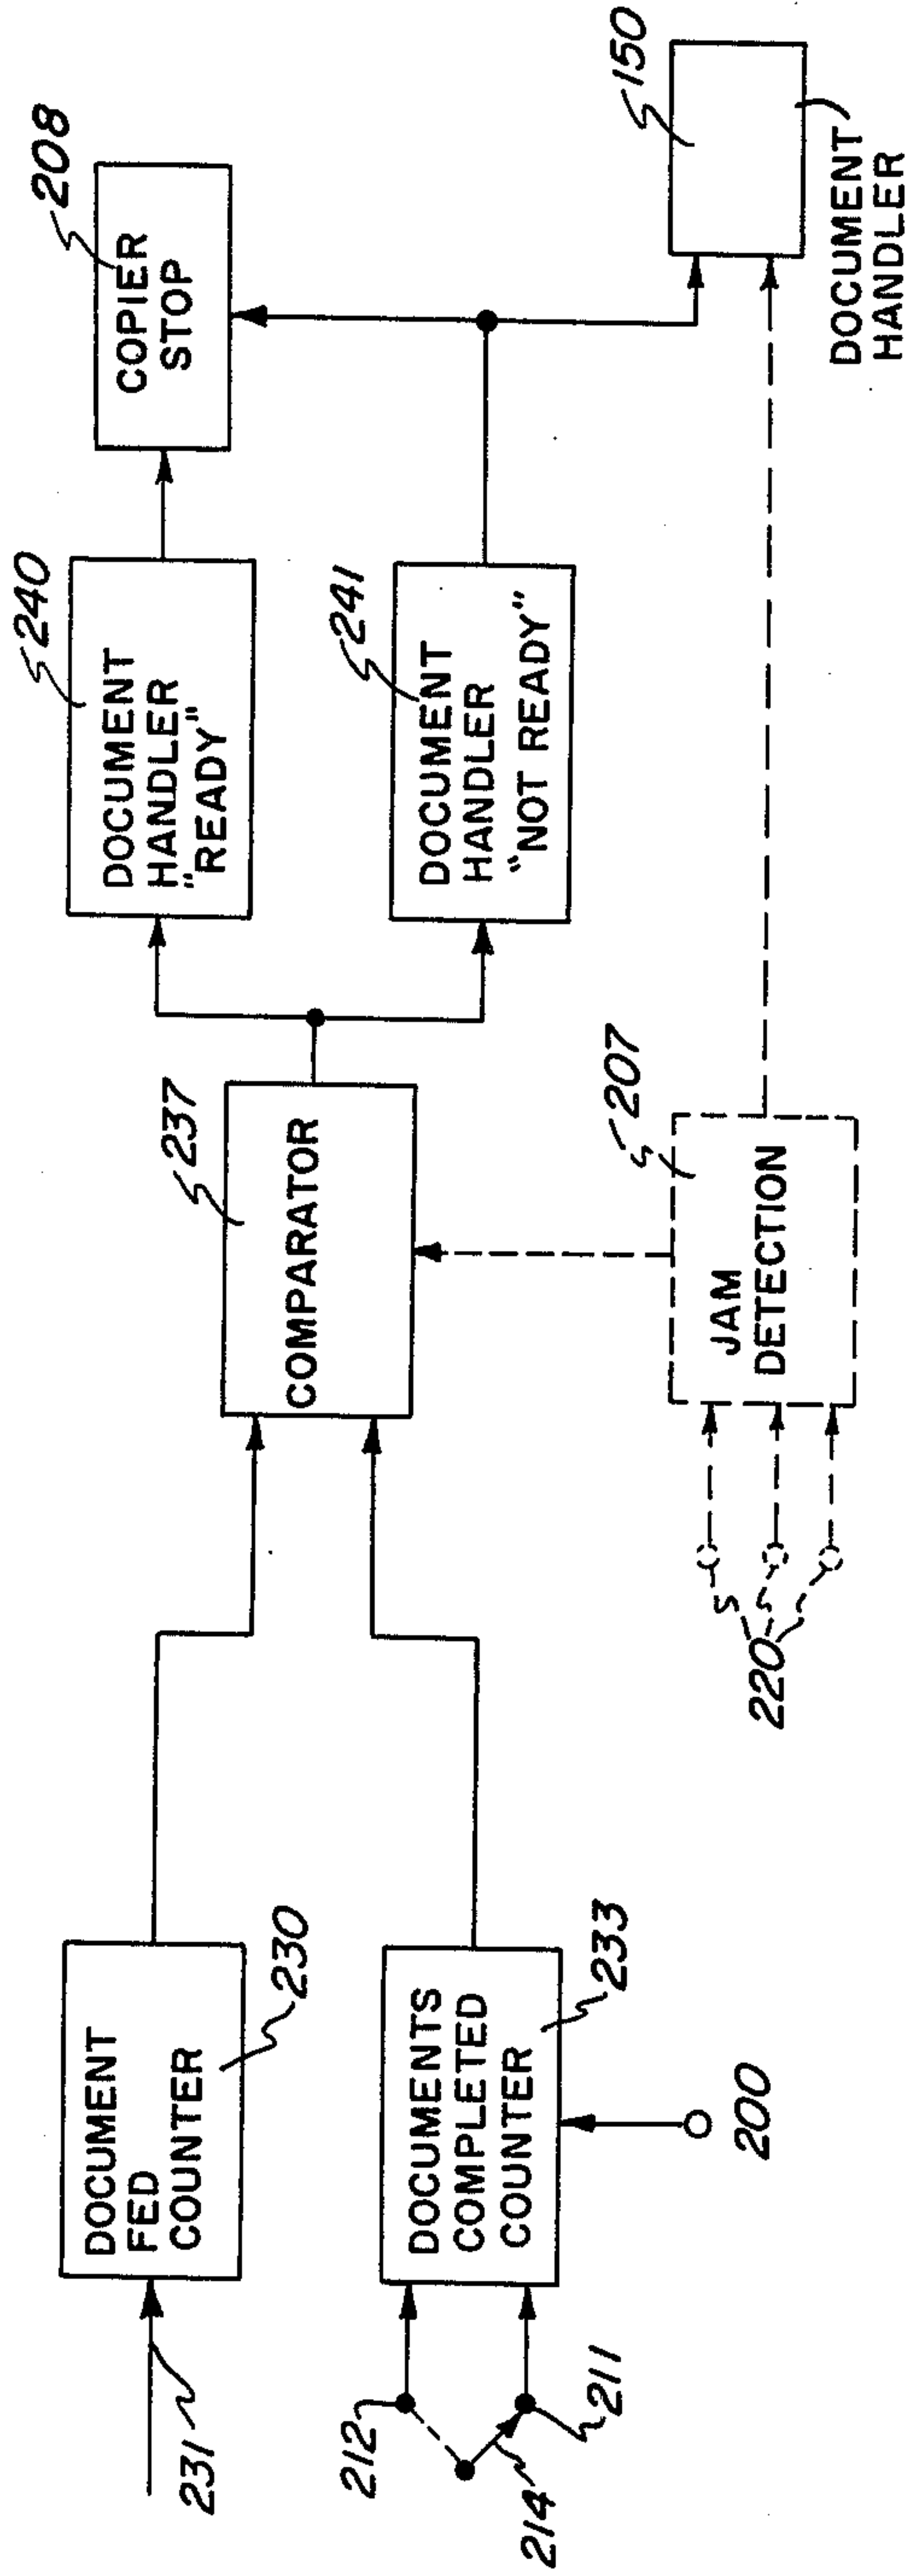 231
DOCUMENT
FED
COUNTER
230
212
214
211
DOCUMENTS
COMPLETED
COUNTER
233
200
COMPARATOR
237
220
JAM
DETECTION
207
DOCUMENT
HANDLER
"READY"
240
DOCUMENT
HANDLER
"NOT READY"
241
COPIER
STOP
208
150
DOCUMENT
HANDLER